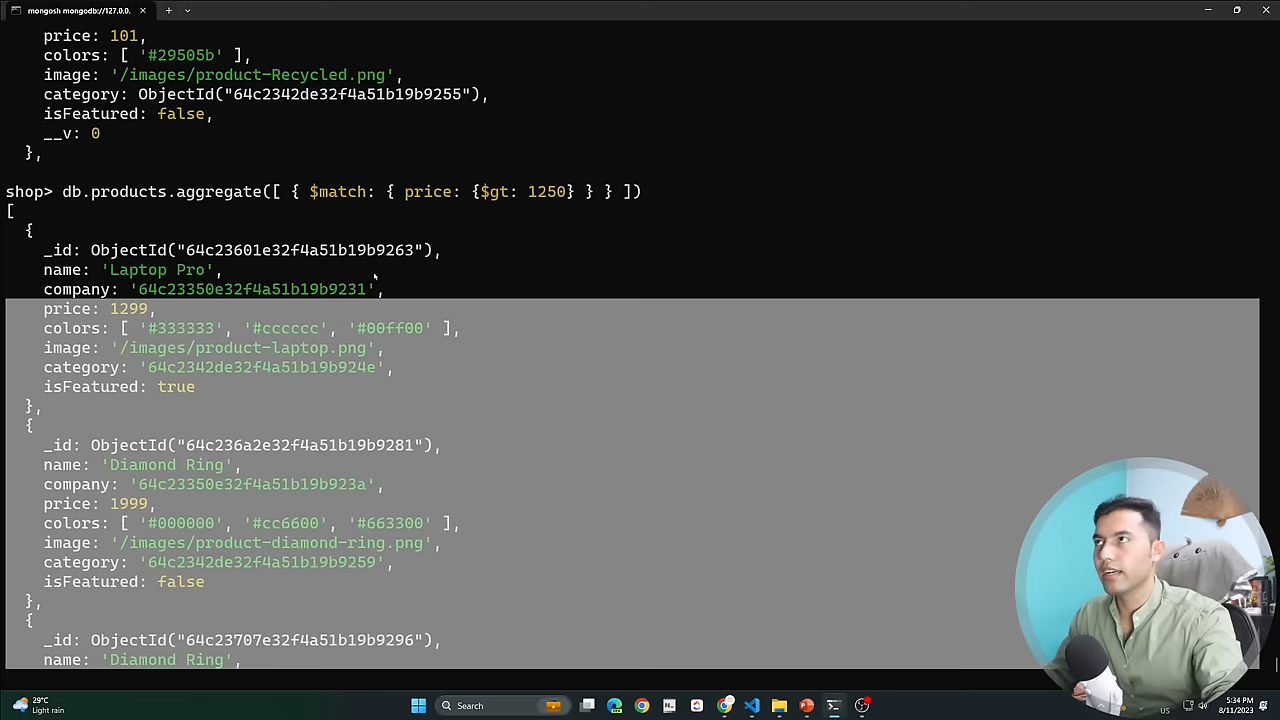 mongosh mongodb://127.0.0.
price: 101,
colors: [ '#29505b' ],
image: '/images/product-Recycled.png',
category: ObjectId("64c2342de32f4a51b19b9255"),
isFeatured: false,
__v: 0
},
shop> db.products.aggregate([ { $match: { price: {$gt: 1250} } } ])
[
{
_id: ObjectId("64c23601e32f4a51b19b9263"),
name: 'Laptop Pro',
company: '64c23350e32f4a51b19b9231',
price: 1299,
colors: [ '#333333', '#cccccc', '#00ff00' ],
image: '/images/product-laptop.png',
category: '64c2342de32f4a51b19b924e',
isFeatured: true
},
{
_id: ObjectId("64c236a2e32f4a51b19b9281"),
name: 'Diamond Ring',
company: '64c23350e32f4a51b19b923a',
price: 1999,
colors: [ '#000000', '#cc6600', '#663300' ],
image: '/images/product-diamond-ring.png',
category: '64c2342de32f4a51b19b9259',
isFeatured: false
},
{
_id: ObjectId("64c23707e32f4a51b19b9296"),
name: 'Diamond Ring',
29°C
Light rain
Search
US
5:34 PM
8/11/2023